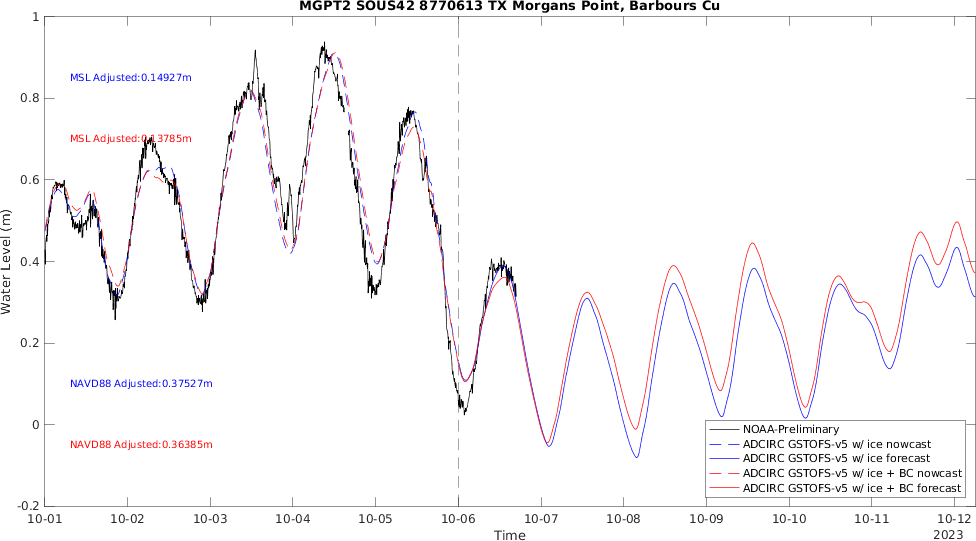 MGPT2 SOUS42 8770613 TX Morgans Point, Barbours Cu
1
0.8
0.6
0.4
0.2
0
-0.2
Water Level (m)
MSL Adjusted:0.14927m
MSL Adjusted:0.13785m
NAVD88 Adjusted:0.37527m
NAVD88 Adjusted:0.36385m
NOAA-Preliminary
ADCIRC GSTOFS-v5 w/ ice nowcast
ADCIRC GSTOFS-v5 w/ ice forecast
ADCIRC GSTOFS-v5 w/ ice + BC nowcast
ADCIRC GSTOFS-v5 w/ ice + BC forecast
10-01 10-02 10-03 10-04 10-05 10-06 10-07 10-08 10-09 10-10 10-11 10-12
2023
Time